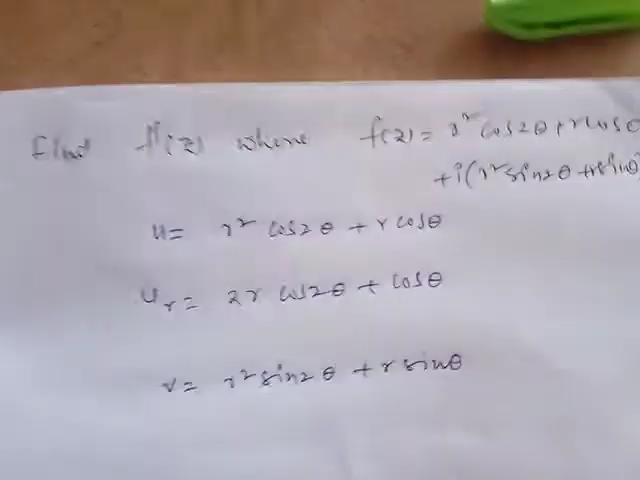 Find f'(z) where f(z) = r² cos2θ + r cosθ
+ i(r² sin2θ + r sinθ)
u = r² cos2θ + r cosθ
uᵣ = 2r cos2θ + cosθ
v = r² sin2θ + r sinθ